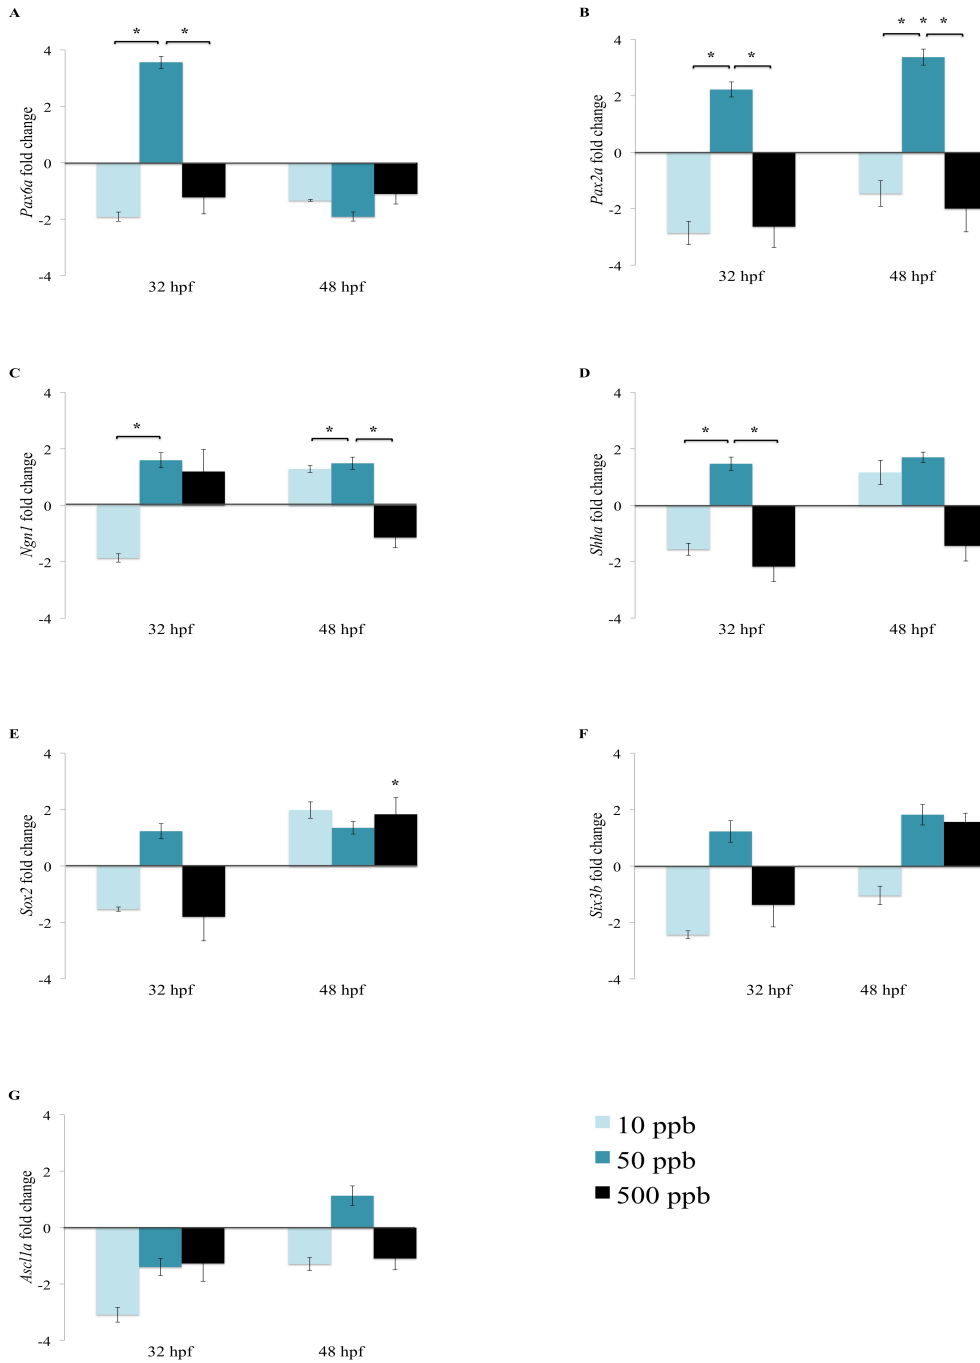 A
* *
Pax6a fold change
4
2
0
-2
-4
32 hpf 48 hpf
B
* * * * *
Pax2a fold change
4
2
0
-2
-4
32 hpf 48 hpf
C
* * *
Ngn1 fold change
4
2
0
-2
-4
32 hpf 48 hpf
D
* *
Shha fold change
4
2
0
-2
-4
32 hpf 48 hpf
E
*
Sox2 fold change
4
2
0
-2
-4
32 hpf 48 hpf
F
Six3b fold change
4
2
0
-2
-4
32 hpf 48 hpf
G
Ascl1a fold change
4
2
0
-2
-4
32 hpf 48 hpf
10 ppb
50 ppb
500 ppb